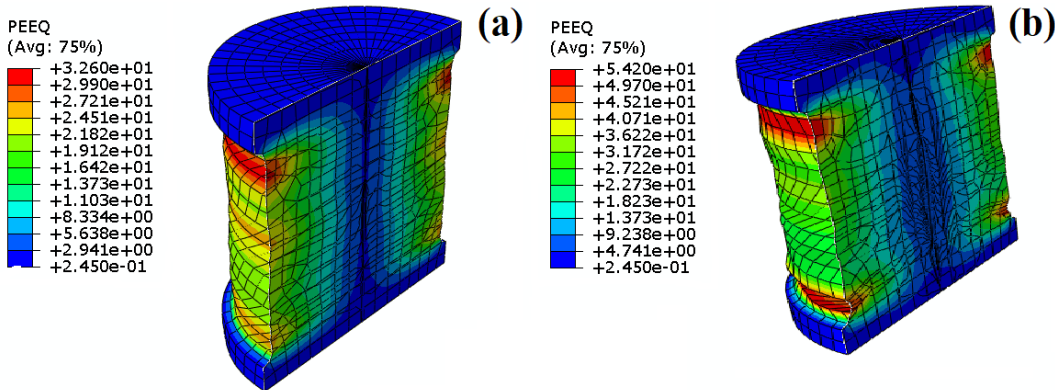 (a)
PEEQ
(Avg: 75%)
+3.260e+01
+2.990e+01
+2.721e+01
+2.451e+01
+2.182e+01
+1.912e+01
+1.642e+01
+1.373e+01
+1.103e+01
+8.334e+00
+5.638e+00
+2.941e+00
+2.450e-01
(b)
PEEQ
(Avg: 75%)
+5.420e+01
+4.970e+01
+4.521e+01
+4.071e+01
+3.622e+01
+3.172e+01
+2.722e+01
+2.273e+01
+1.823e+01
+1.373e+01
+9.238e+00
+4.741e+00
+2.450e-01